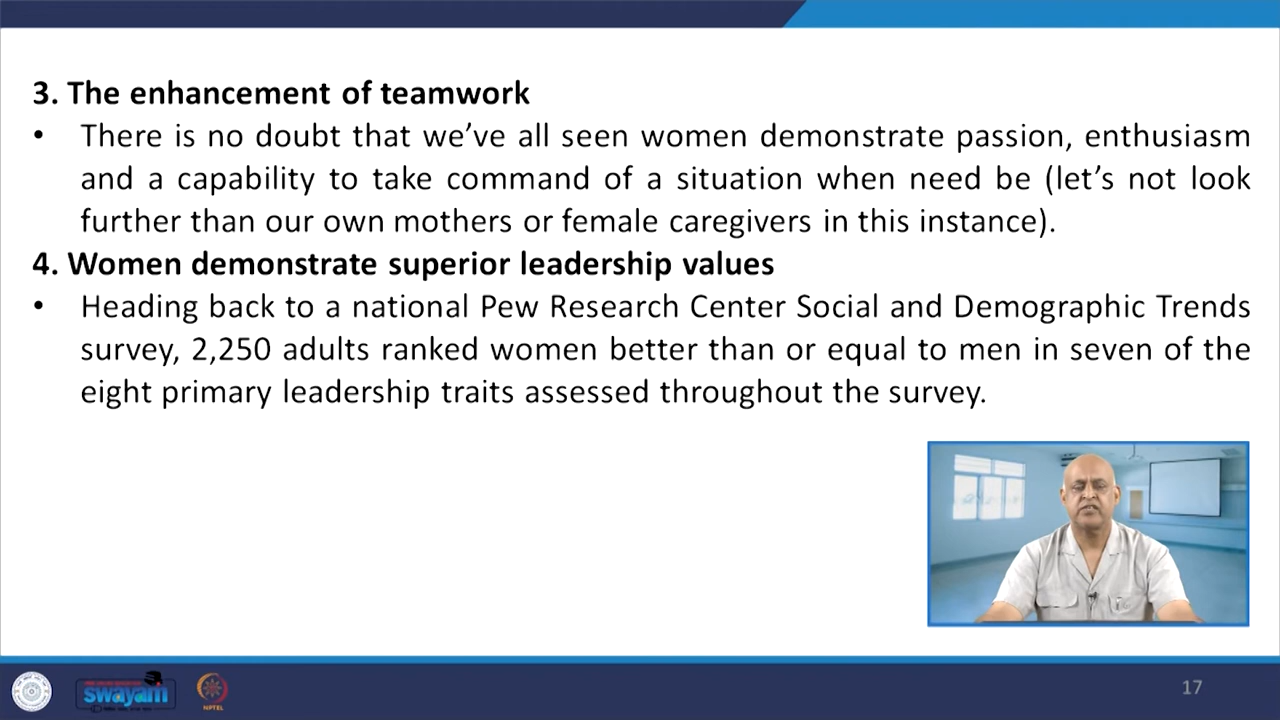 3. The enhancement of teamwork
• There is no doubt that we've all seen women demonstrate passion, enthusiasm
and a capability to take command of a situation when need be (let's not look
further than our own mothers or female caregivers in this instance).
4. Women demonstrate superior leadership values
• Heading back to a national Pew Research Center Social and Demographic Trends
survey, 2,250 adults ranked women better than or equal to men in seven of the
eight primary leadership traits assessed throughout the survey.
swayam
NPTEL
17